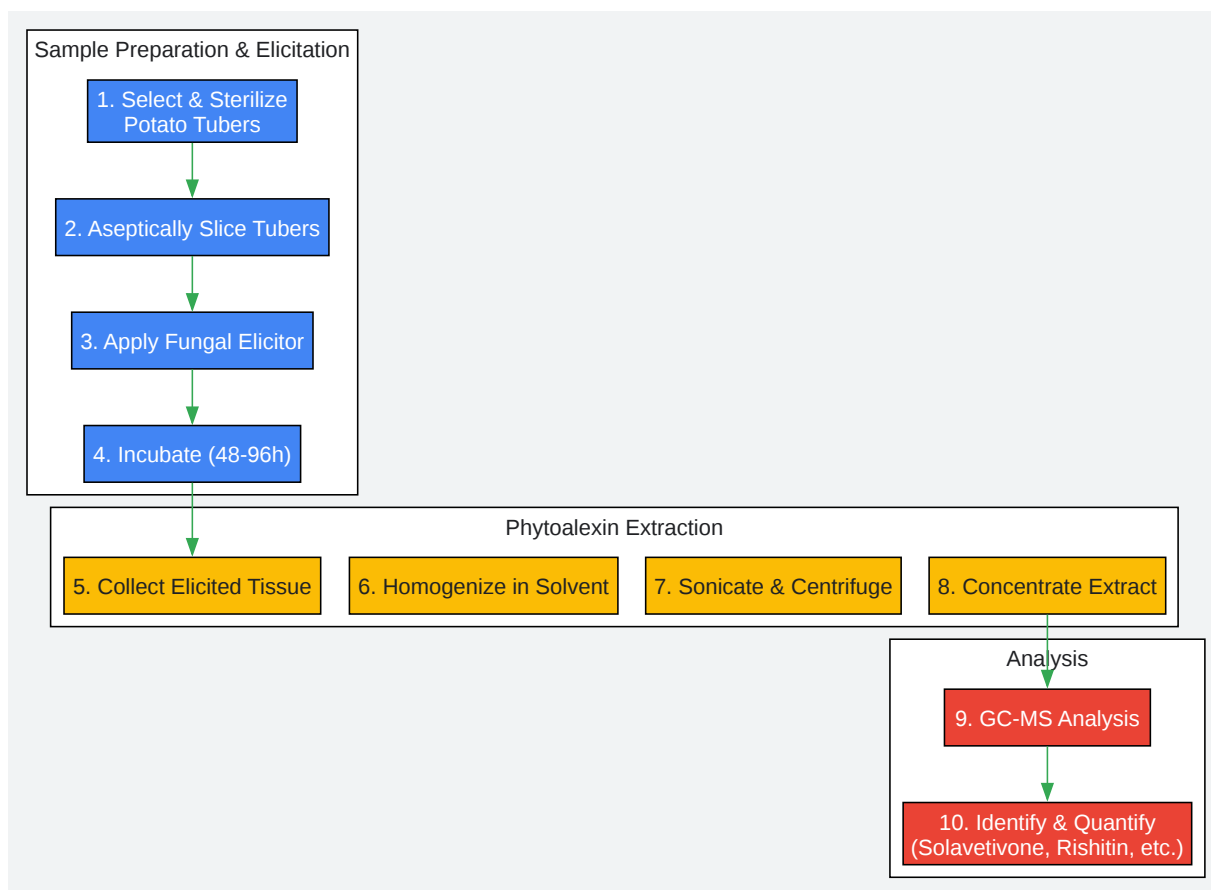 Sample Preparation & Elicitation
1. Select & Sterilize
Potato Tubers
2. Aseptically Slice Tubers
3. Apply Fungal Elicitor
4. Incubate (48-96h)
Phytoalexin Extraction
5. Collect Elicited Tissue
6. Homogenize in Solvent
7. Sonicate & Centrifuge
8. Concentrate Extract
Analysis
9. GC-MS Analysis
10. Identify & Quantify
(Solavetivone, Rishitin, etc.)